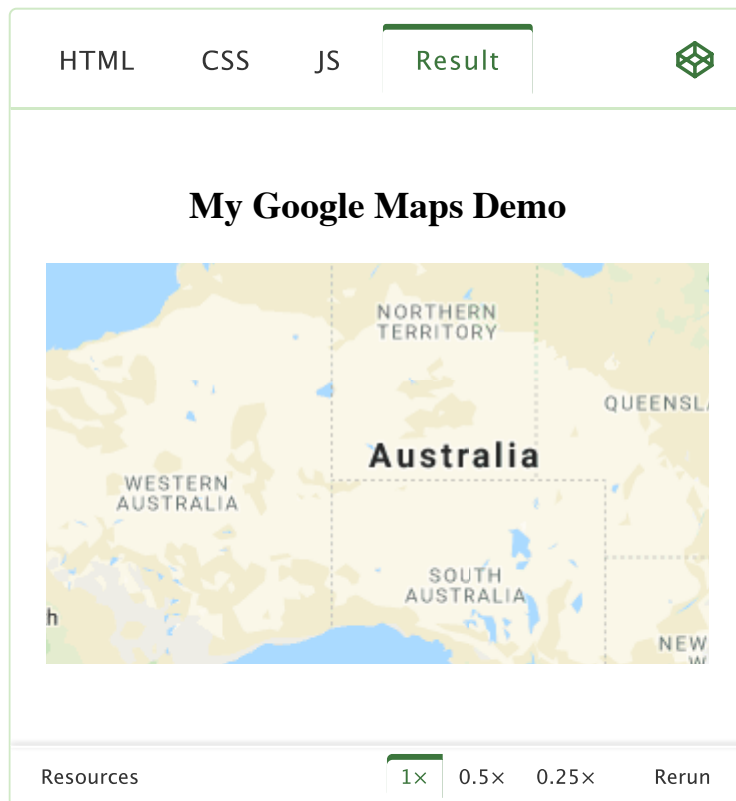 HTML CSS JS Result
My Google Maps Demo
NORTHERN
TERRITORY
QUEENSLA
Australia
WESTERN
AUSTRALIA
SOUTH
AUSTRALIA
h
NEW
W
Resources 1× 0.5× 0.25× Rerun